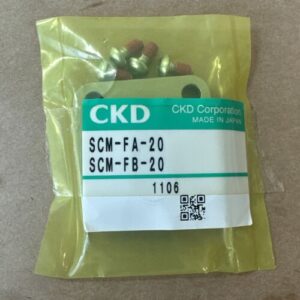 CKD
CKD Corporation
MADE IN JAPAN
SCM-FA-20
SCM-FB-20
1106